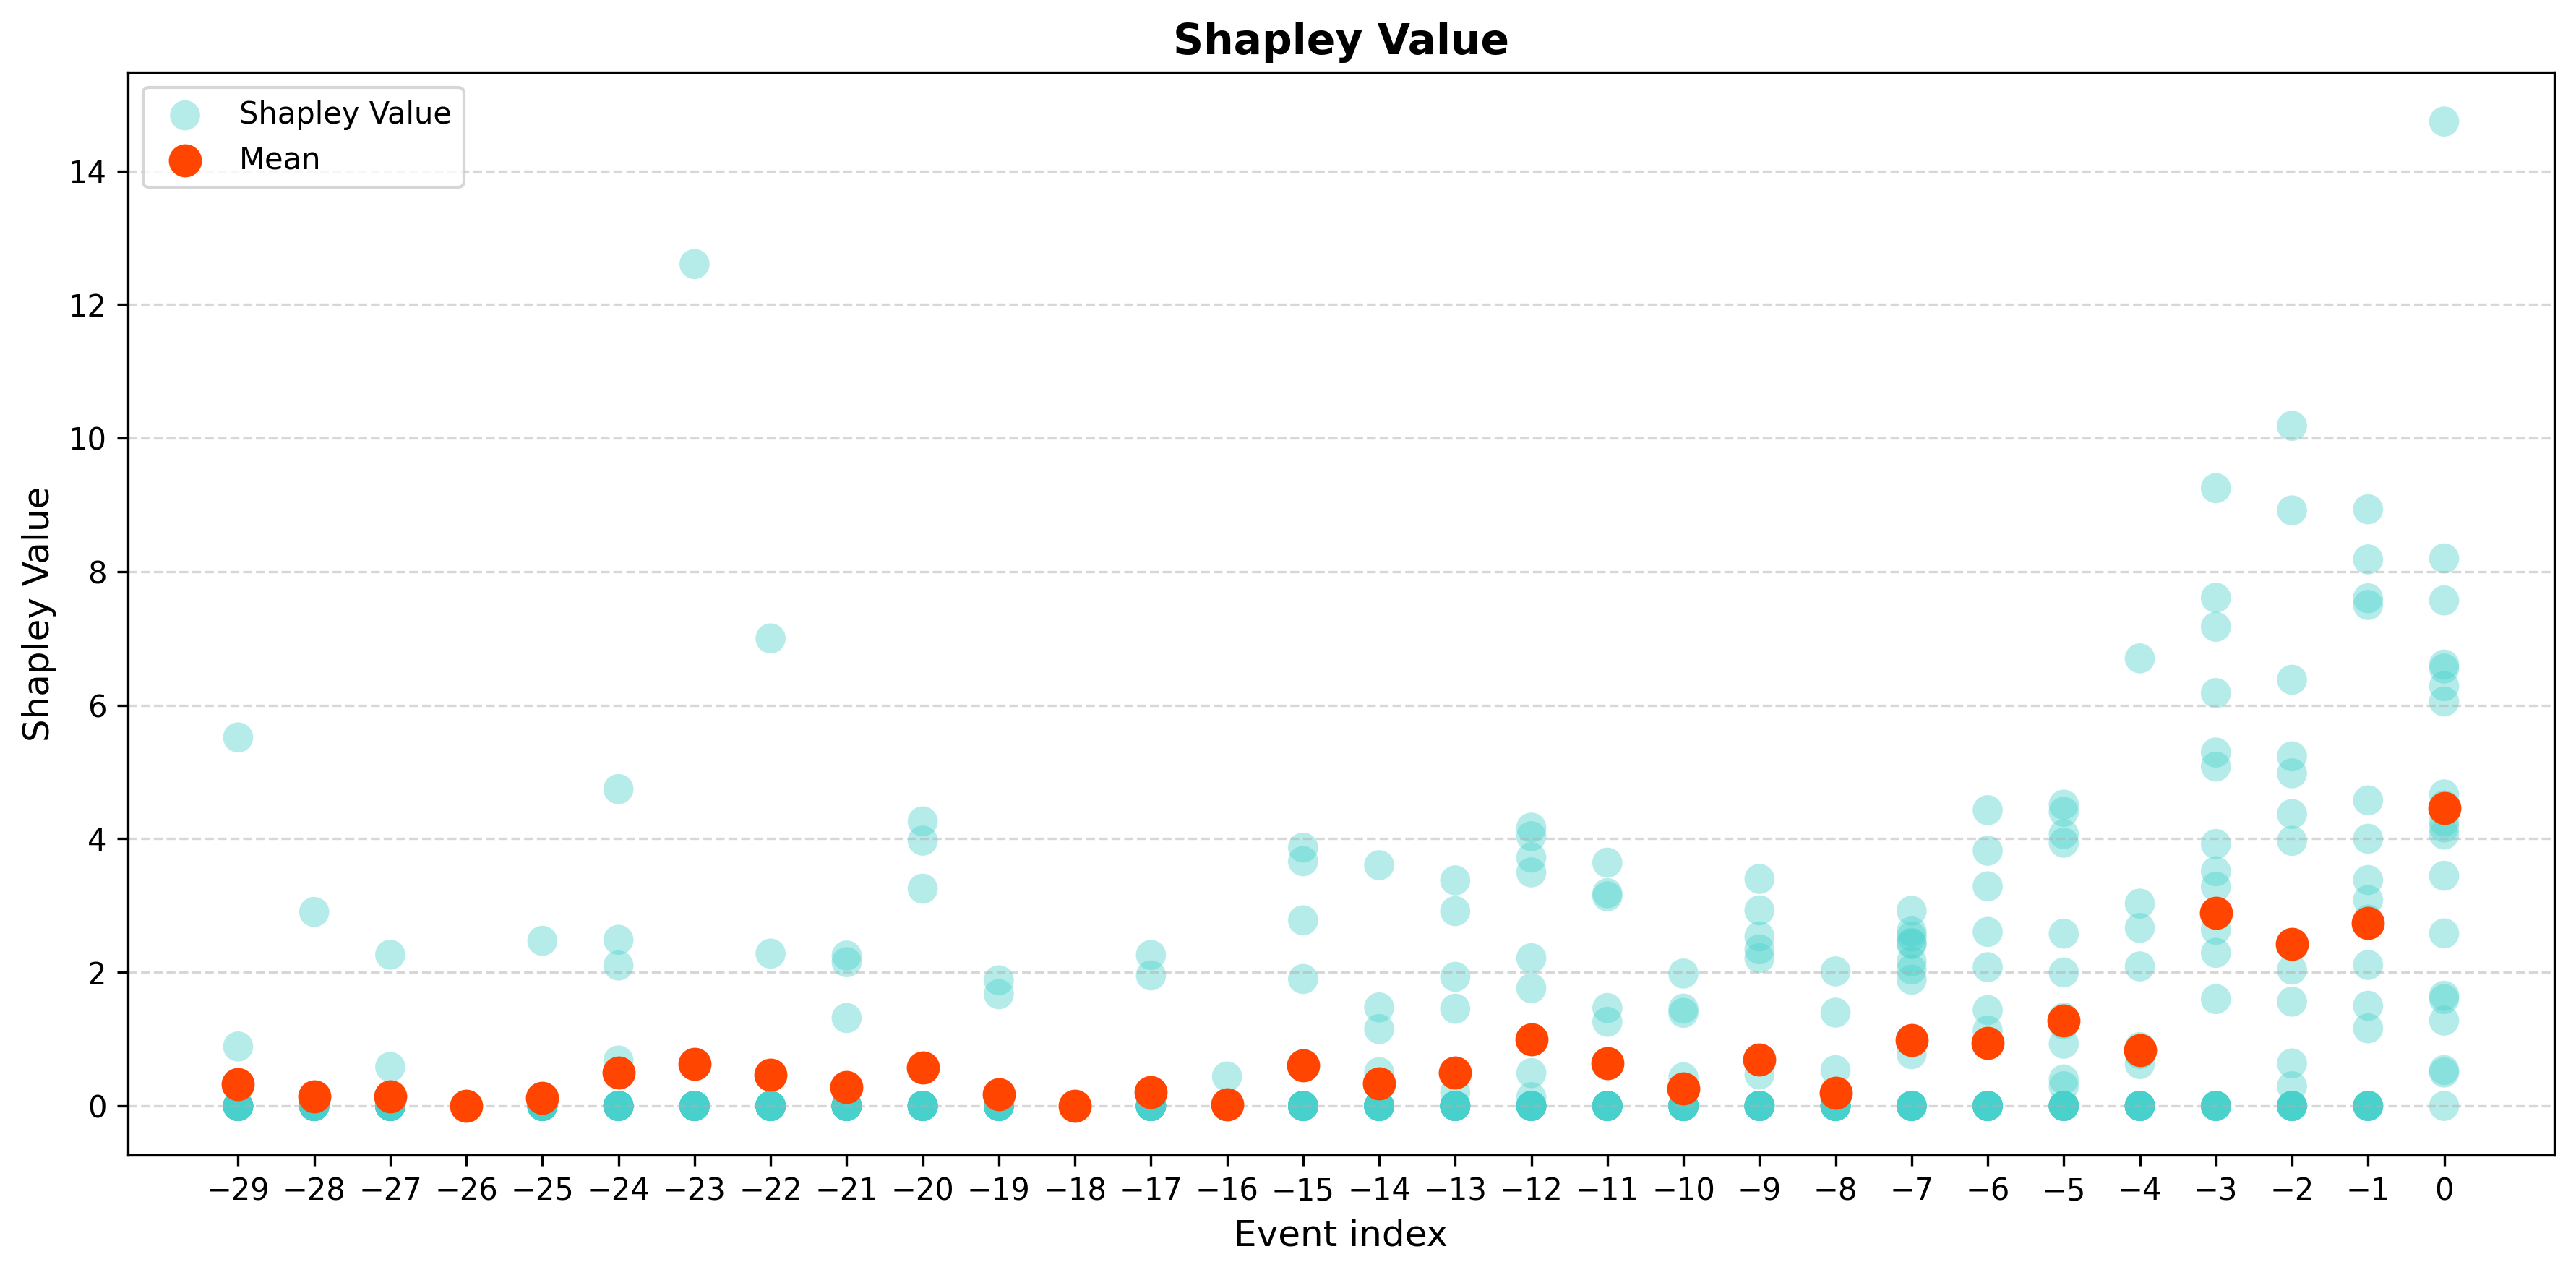 Shapley Value
Shapley Value
Mean
14
12
10
8
6
4
2
0
Shapley Value
−29 −28 −27 −26 −25 −24 −23 −22 −21 −20 −19 −18 −17 −16 −15 −14 −13 −12 −11 −10 −9 −8 −7 −6 −5 −4 −3 −2 −1 0
Event index